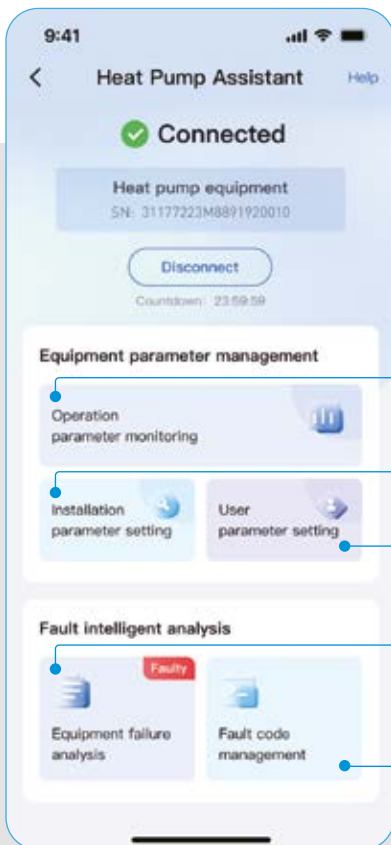 9:41
Heat Pump Assistant Help
Connected
Heat pump equipment
SN: 31177223M8891920010
Disconnect
Countdown: 23:59:59
Equipment parameter management
Operation
parameter monitoring
Installation
parameter setting
User
parameter setting
Fault intelligent analysis
Faulty
Equipment failure
analysis
Fault code
management